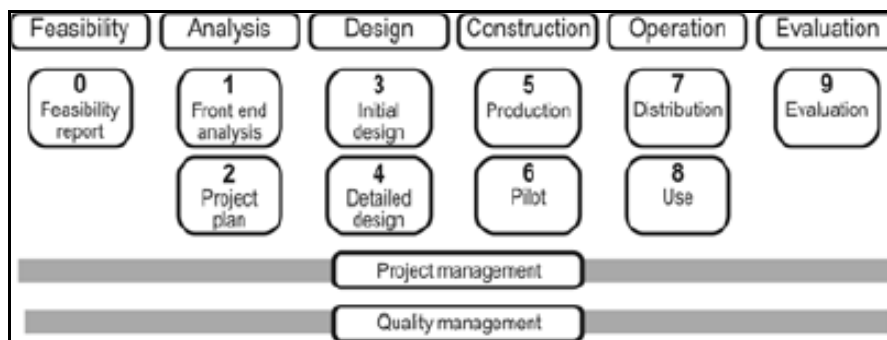 Feasibility Analysis Design Construction Operation Evaluation
0 1 3 5 7 9
Feasibility Front end Initial Production Distribution Evaluation
report analysis design
2 4 6 8
Project Detailed Pilot Use
plan design
Project management
Quality management